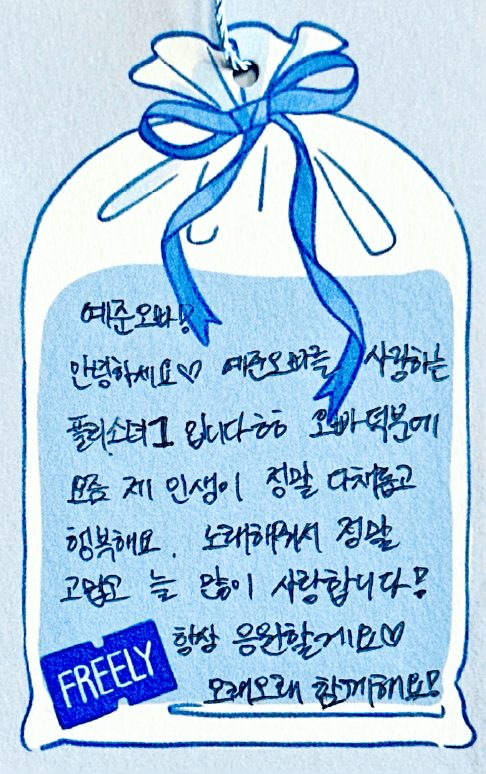 예준오빠!
안녕하세요♡ 예준오빠를 사랑하는
플리소녀1 입니다ㅎㅎ 오빠덕분에
요즘 제 인생이 정말 다채롭고
행복해요. 노래해줘서 정말
고맙고 늘 많이 사랑합니다!
항상 응원할게요♡
FREELY
오래오래 함께해요!